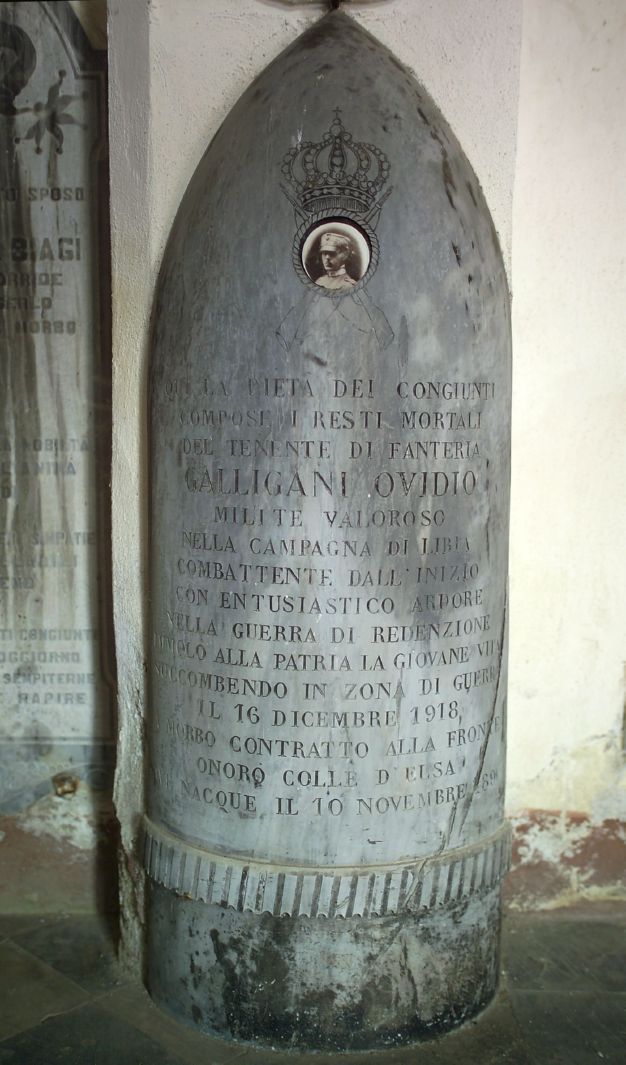 QUI LA PIETA DEI CONGIUNTI
COMPOSE I RESTI MORTALI
DEL TENENTE DI FANTERIA
GALLIGANI OVIDIO
MILITE VALOROSO
NELLA CAMPAGNA DI LIBIA
COMBATTENTE DALL'INIZIO
CON ENTUSIASTICO ARDORE
NELLA GUERRA DI REDENZIONE
IMMOLO ALLA PATRIA LA GIOVANE VITA
SOCCOMBENDO IN ZONA DI GUERRA
IL 16 DICEMBRE 1918
MORBO CONTRATTO ALLA FRONTE
ONORÒ COLLE D'ELSA
NACQUE IL 10 NOVEMBRE
SPOSO
BIAGI
MORBO
CONGIUNTI
SEMPITERNE
RAPIRE